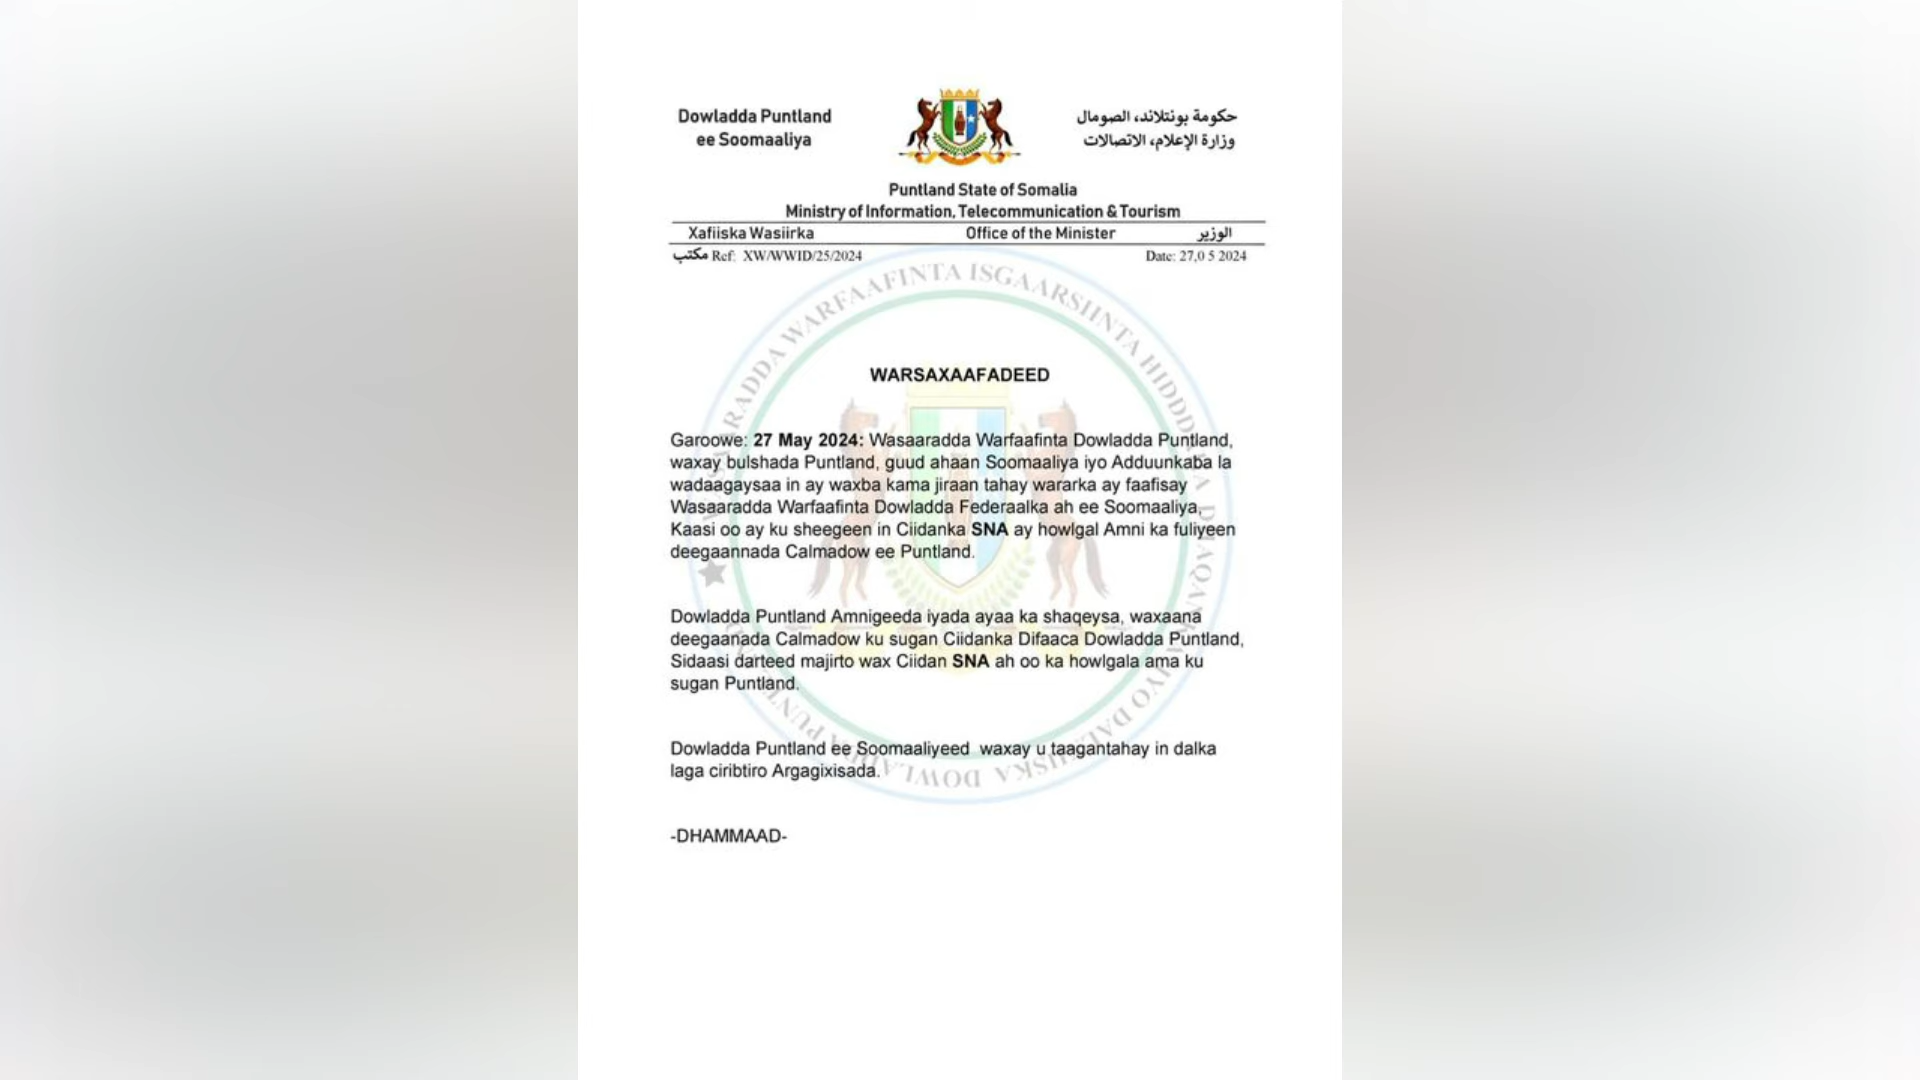 Dowladda Puntland
ee Soomaaliya
حكومة بونتلاند، الصومال
وزارة الإعلام، الاتصالات
Puntland State of Somalia
Ministry of Information, Telecommunication & Tourism
Xafiiska Wasiirka Office of the Minister الوزير
مكتب Ref: XW/WWID/25/2024 Date: 27,0 5 2024
WARSAXAAFADEED
Garoowe: 27 May 2024: Wasaaradda Warfaafinta Dowladda Puntland,
waxay bulshada Puntland, guud ahaan Soomaaliya iyo Adduunkaba la
wadaagaysaa in ay waxba kama jiraan tahay wararka ay faafisay
Wasaaradda Warfaafinta Dowladda Federaalka ah ee Soomaaliya,
Kaasi oo ay ku sheegeen in Ciidanka SNA ay howlgal Amni ka fuliyeen
deegaannada Calmadow ee Puntland.
Dowladda Puntland Amnigeeda iyada ayaa ka shaqeysa, waxaana
deegaanada Calmadow ku sugan Ciidanka Difaaca Dowladda Puntland,
Sidaasi darteed majirto wax Ciidan SNA ah oo ka howlgala ama ku
sugan Puntland.
Dowladda Puntland ee Soomaaliyeed waxay u taagantahay in dalka
laga ciribtiro Argagixisada.
-DHAMMAAD-